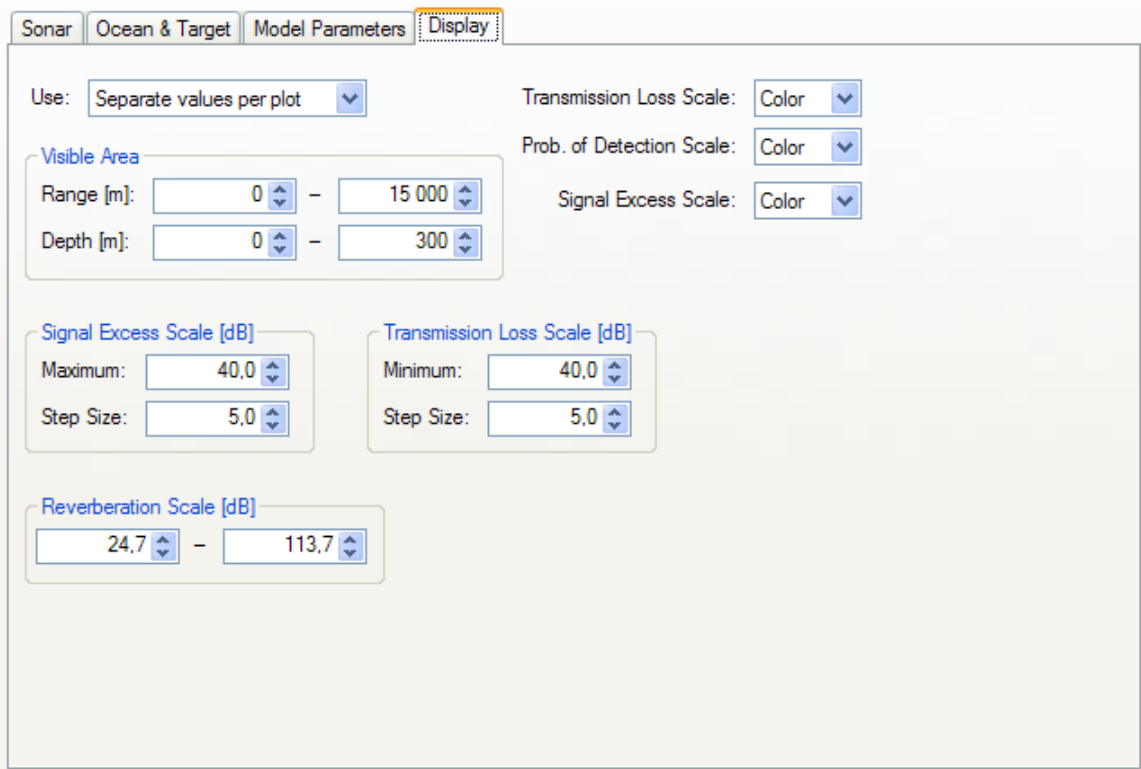 Sonar Ocean & Target Model Parameters Display
Use: Separate values per plot
Transmission Loss Scale: Color
Prob. of Detection Scale: Color
Signal Excess Scale: Color
Visible Area
Range [m]: 0 – 15 000
Depth [m]: 0 – 300
Signal Excess Scale [dB]
Maximum: 40,0
Step Size: 5,0
Transmission Loss Scale [dB]
Minimum: 40,0
Step Size: 5,0
Reverberation Scale [dB]
24,7 – 113,7